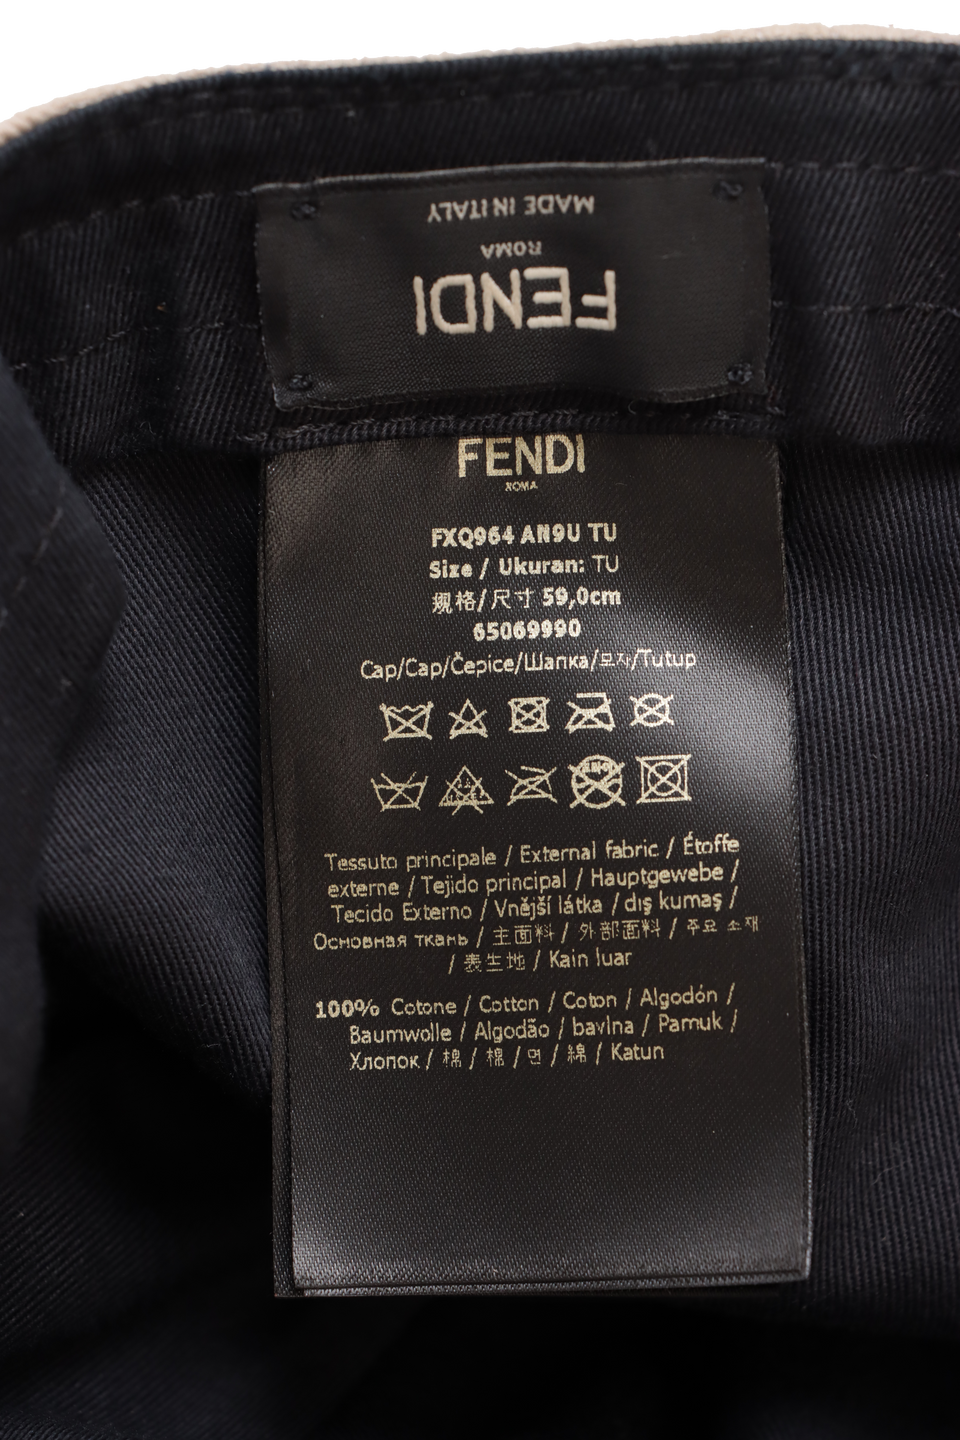 FENDI
ROMA
MADE IN ITALY
FENDI
ROMA
FXQ964 AN9U TU
Size / Ukuran: TU
规格/尺寸 59,0cm
65069990
Cap/Cap/Čepice/Шапка/모자/Tutup
Tessuto principale / External fabric / Étoffe
externe / Tejido principal / Hauptgewebe /
Tecido Externo / Vnější látka / dış kumaş /
Основная ткань / 主面料 / 外部面料 / 주요 소재
/ 表生地 / Kain luar
100% Cotone / Cotton / Coton / Algodón /
Baumwolle / Algodão / bavlna / Pamuk /
Хлопок / 棉 / 棉 / 면 / 綿 / Katun